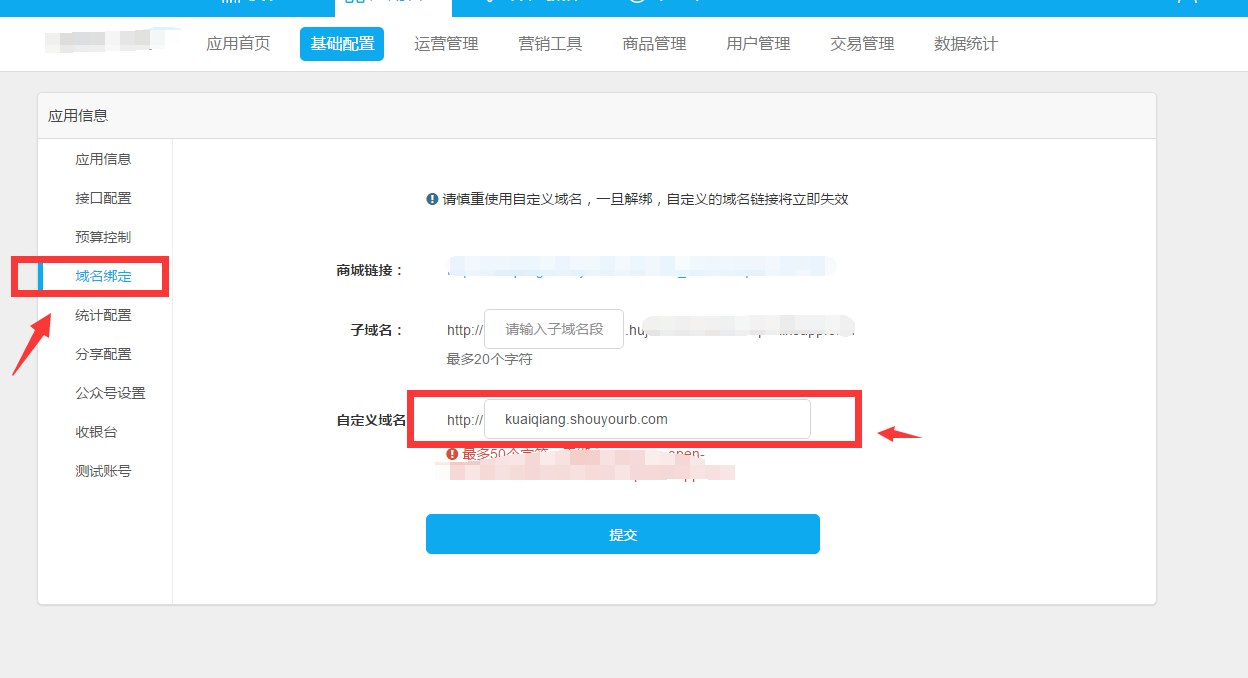 应用首页 基础配置 运营管理 营销工具 商品管理 用户管理 交易管理 数据统计
应用信息
应用信息
接口配置
预算控制
域名绑定
统计配置
分享配置
公众号设置
收银台
测试账号
请慎重使用自定义域名，一旦解绑，自定义的域名链接将立即失效
商城链接：
子域名： http:// 请输入子域名段
最多20个字符
自定义域名 http:// kuaiqiang.shouyourb.com
最多50个字符
提交